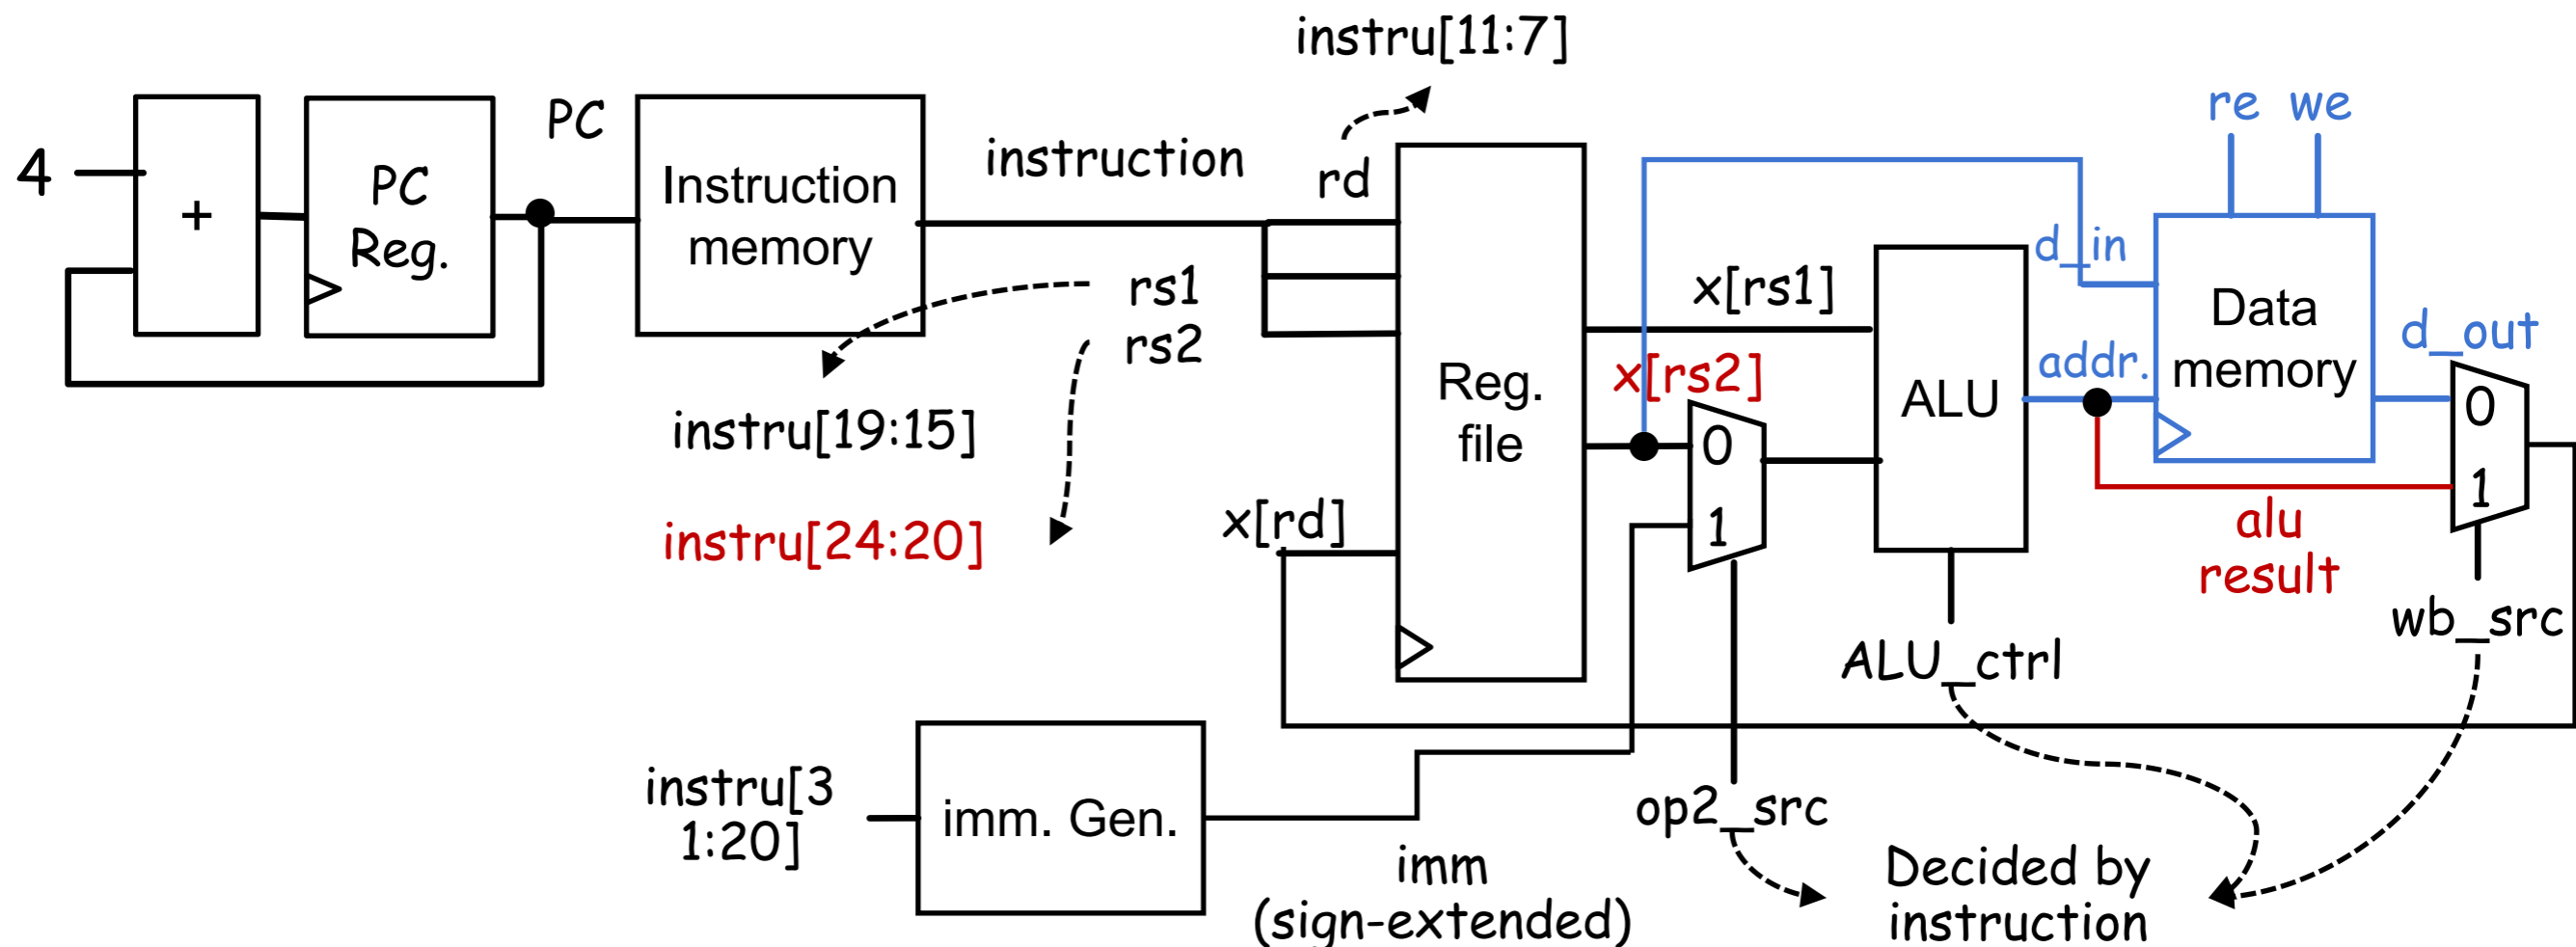 instru[11:7]
re we
4
+
PC
Reg.
PC
Instruction
memory
instruction
rd
rs1
rs2
instru[19:15]
instru[24:20]
x[rd]
Reg.
file
x[rs1]
x[rs2]
0
1
ALU
d_in
addr.
Data
memory
d_out
0
1
alu
result
wb_src
ALU_ctrl
instru[3
1:20]
imm. Gen.
imm
(sign-extended)
op2_src
Decided by
instruction